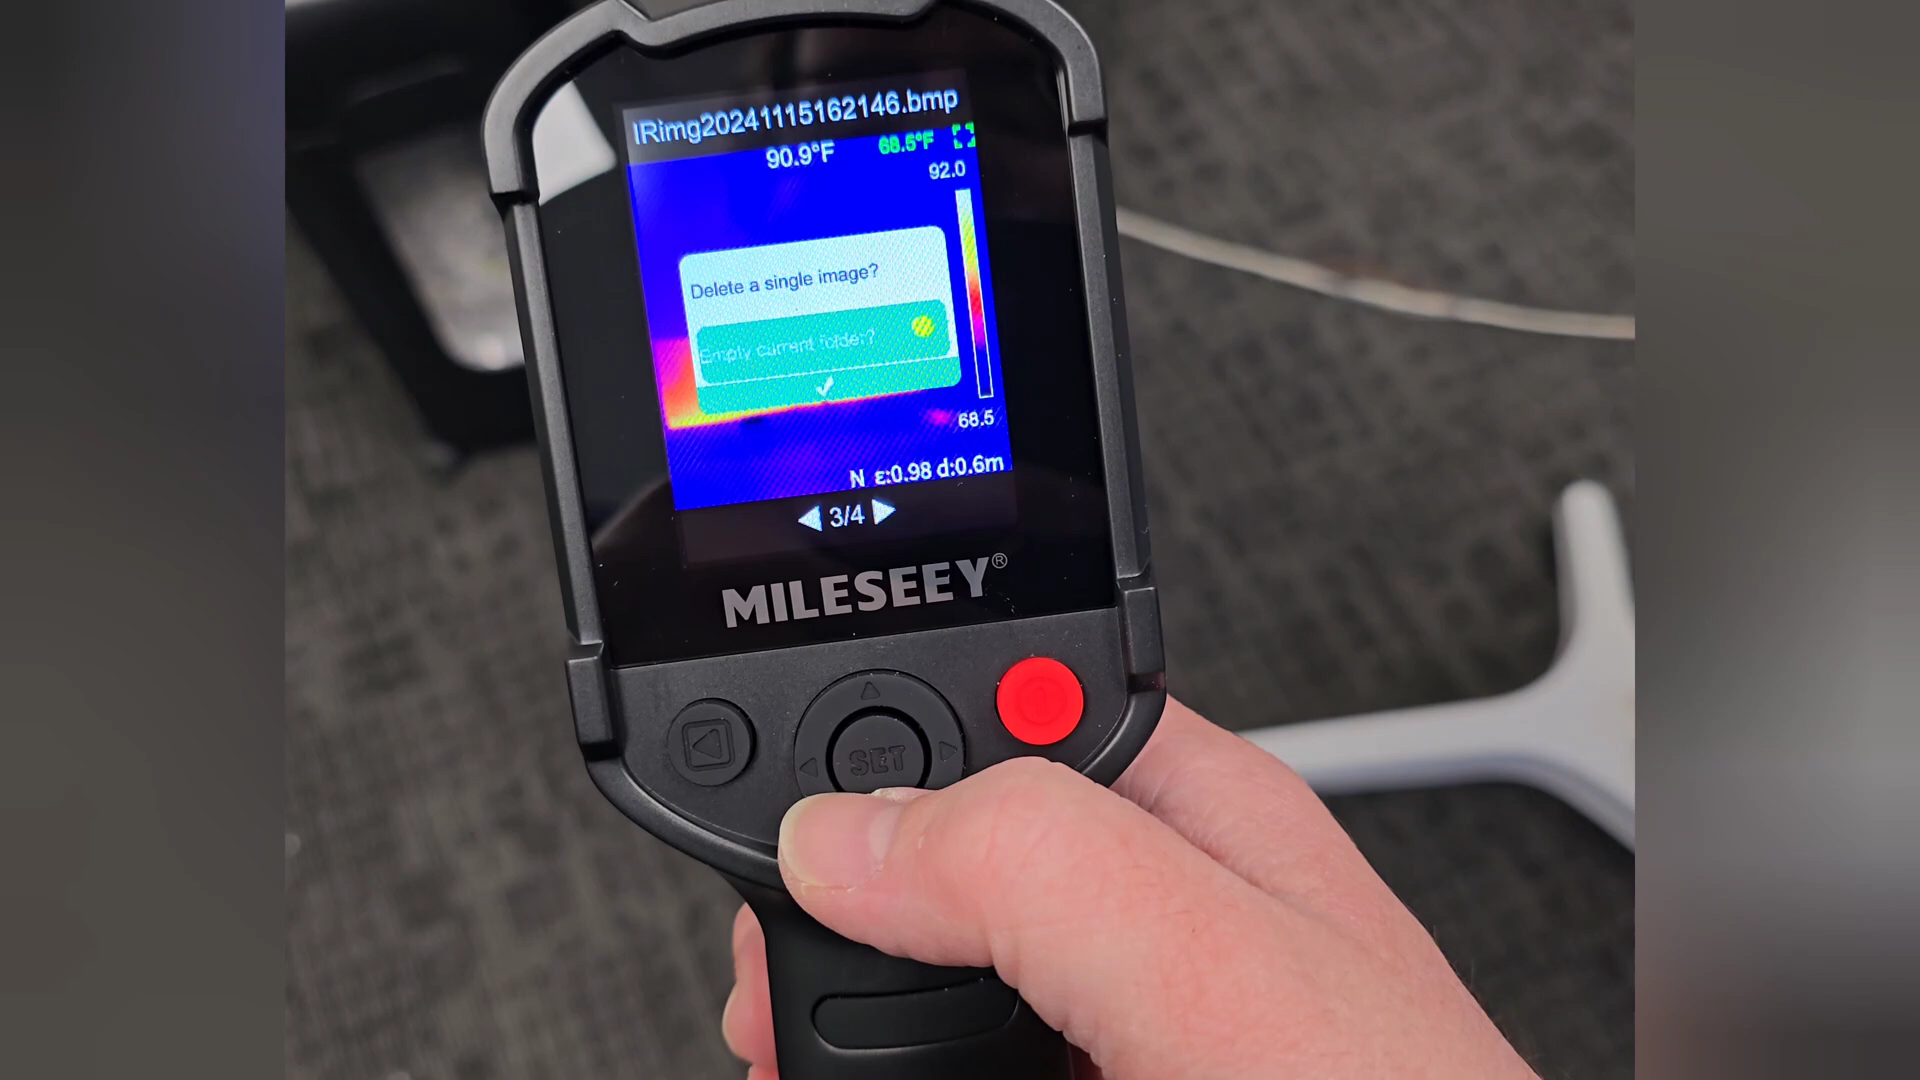 IRimg20241115162146.bmp
90.9°F 68.5°F
92.0
Delete a single image?
Empty current folder?
68.5
N ε:0.98 d:0.6m
3/4
MILESEEY®
SET